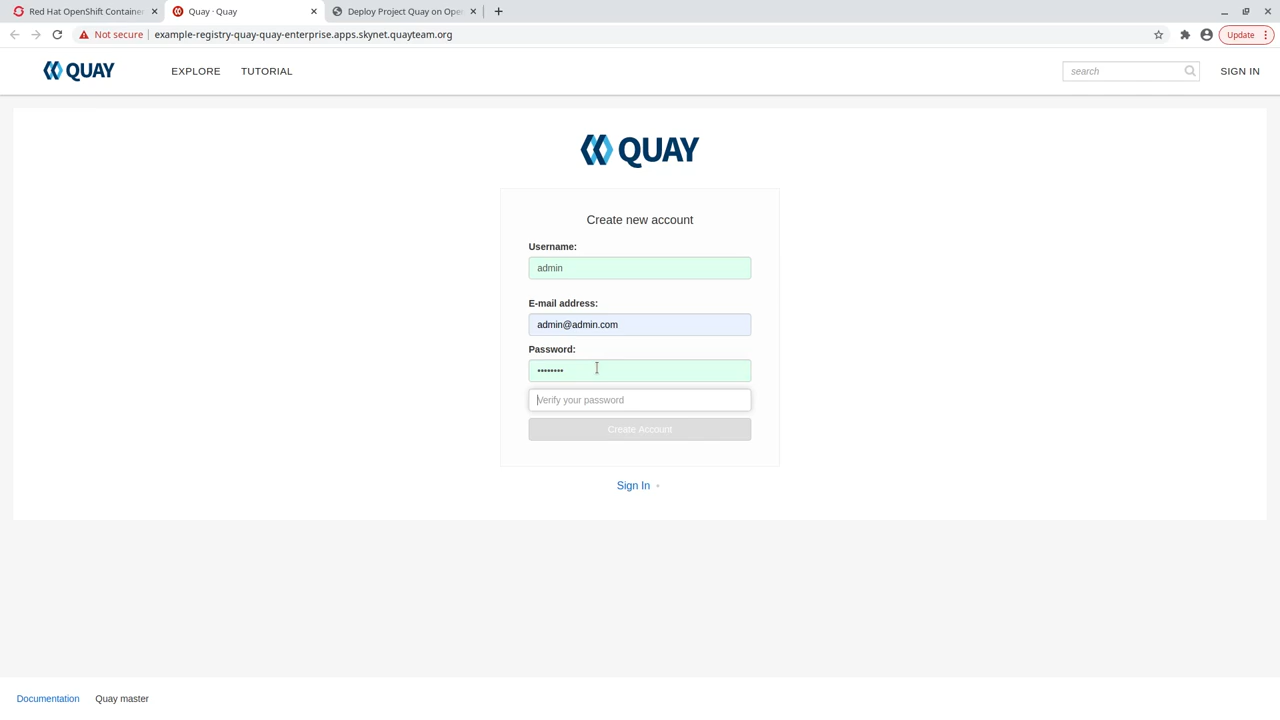 Red Hat OpenShift Containe
Quay · Quay
Deploy Project Quay on Ope
Not secure
example-registry-quay-quay-enterprise.apps.skynet.quayteam.org
Update
QUAY
EXPLORE
TUTORIAL
search
SIGN IN
QUAY
Create new account
Username:
admin
E-mail address:
admin@admin.com
Password:
••••••••
Verify your password
Create Account
Sign In
Documentation
Quay master